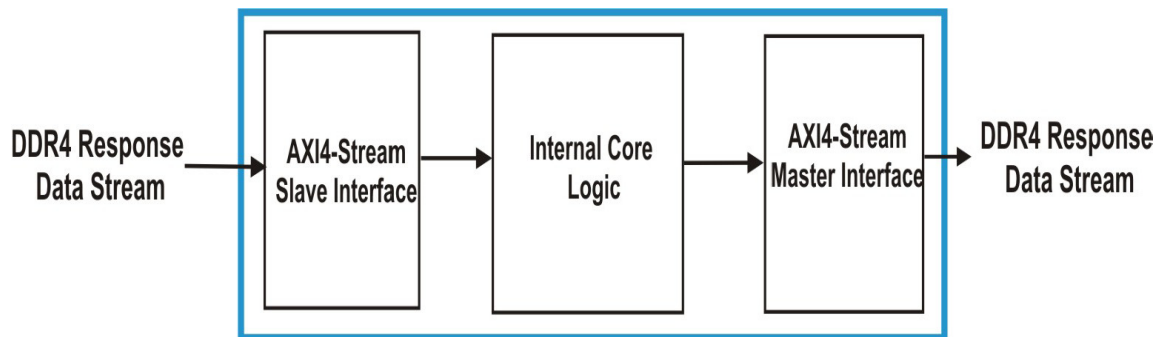 DDR4 Response
Data Stream
AXI4-Stream
Slave Interface
Internal Core
Logic
AXI4-Stream
Master Interface
DDR4 Response
Data Stream